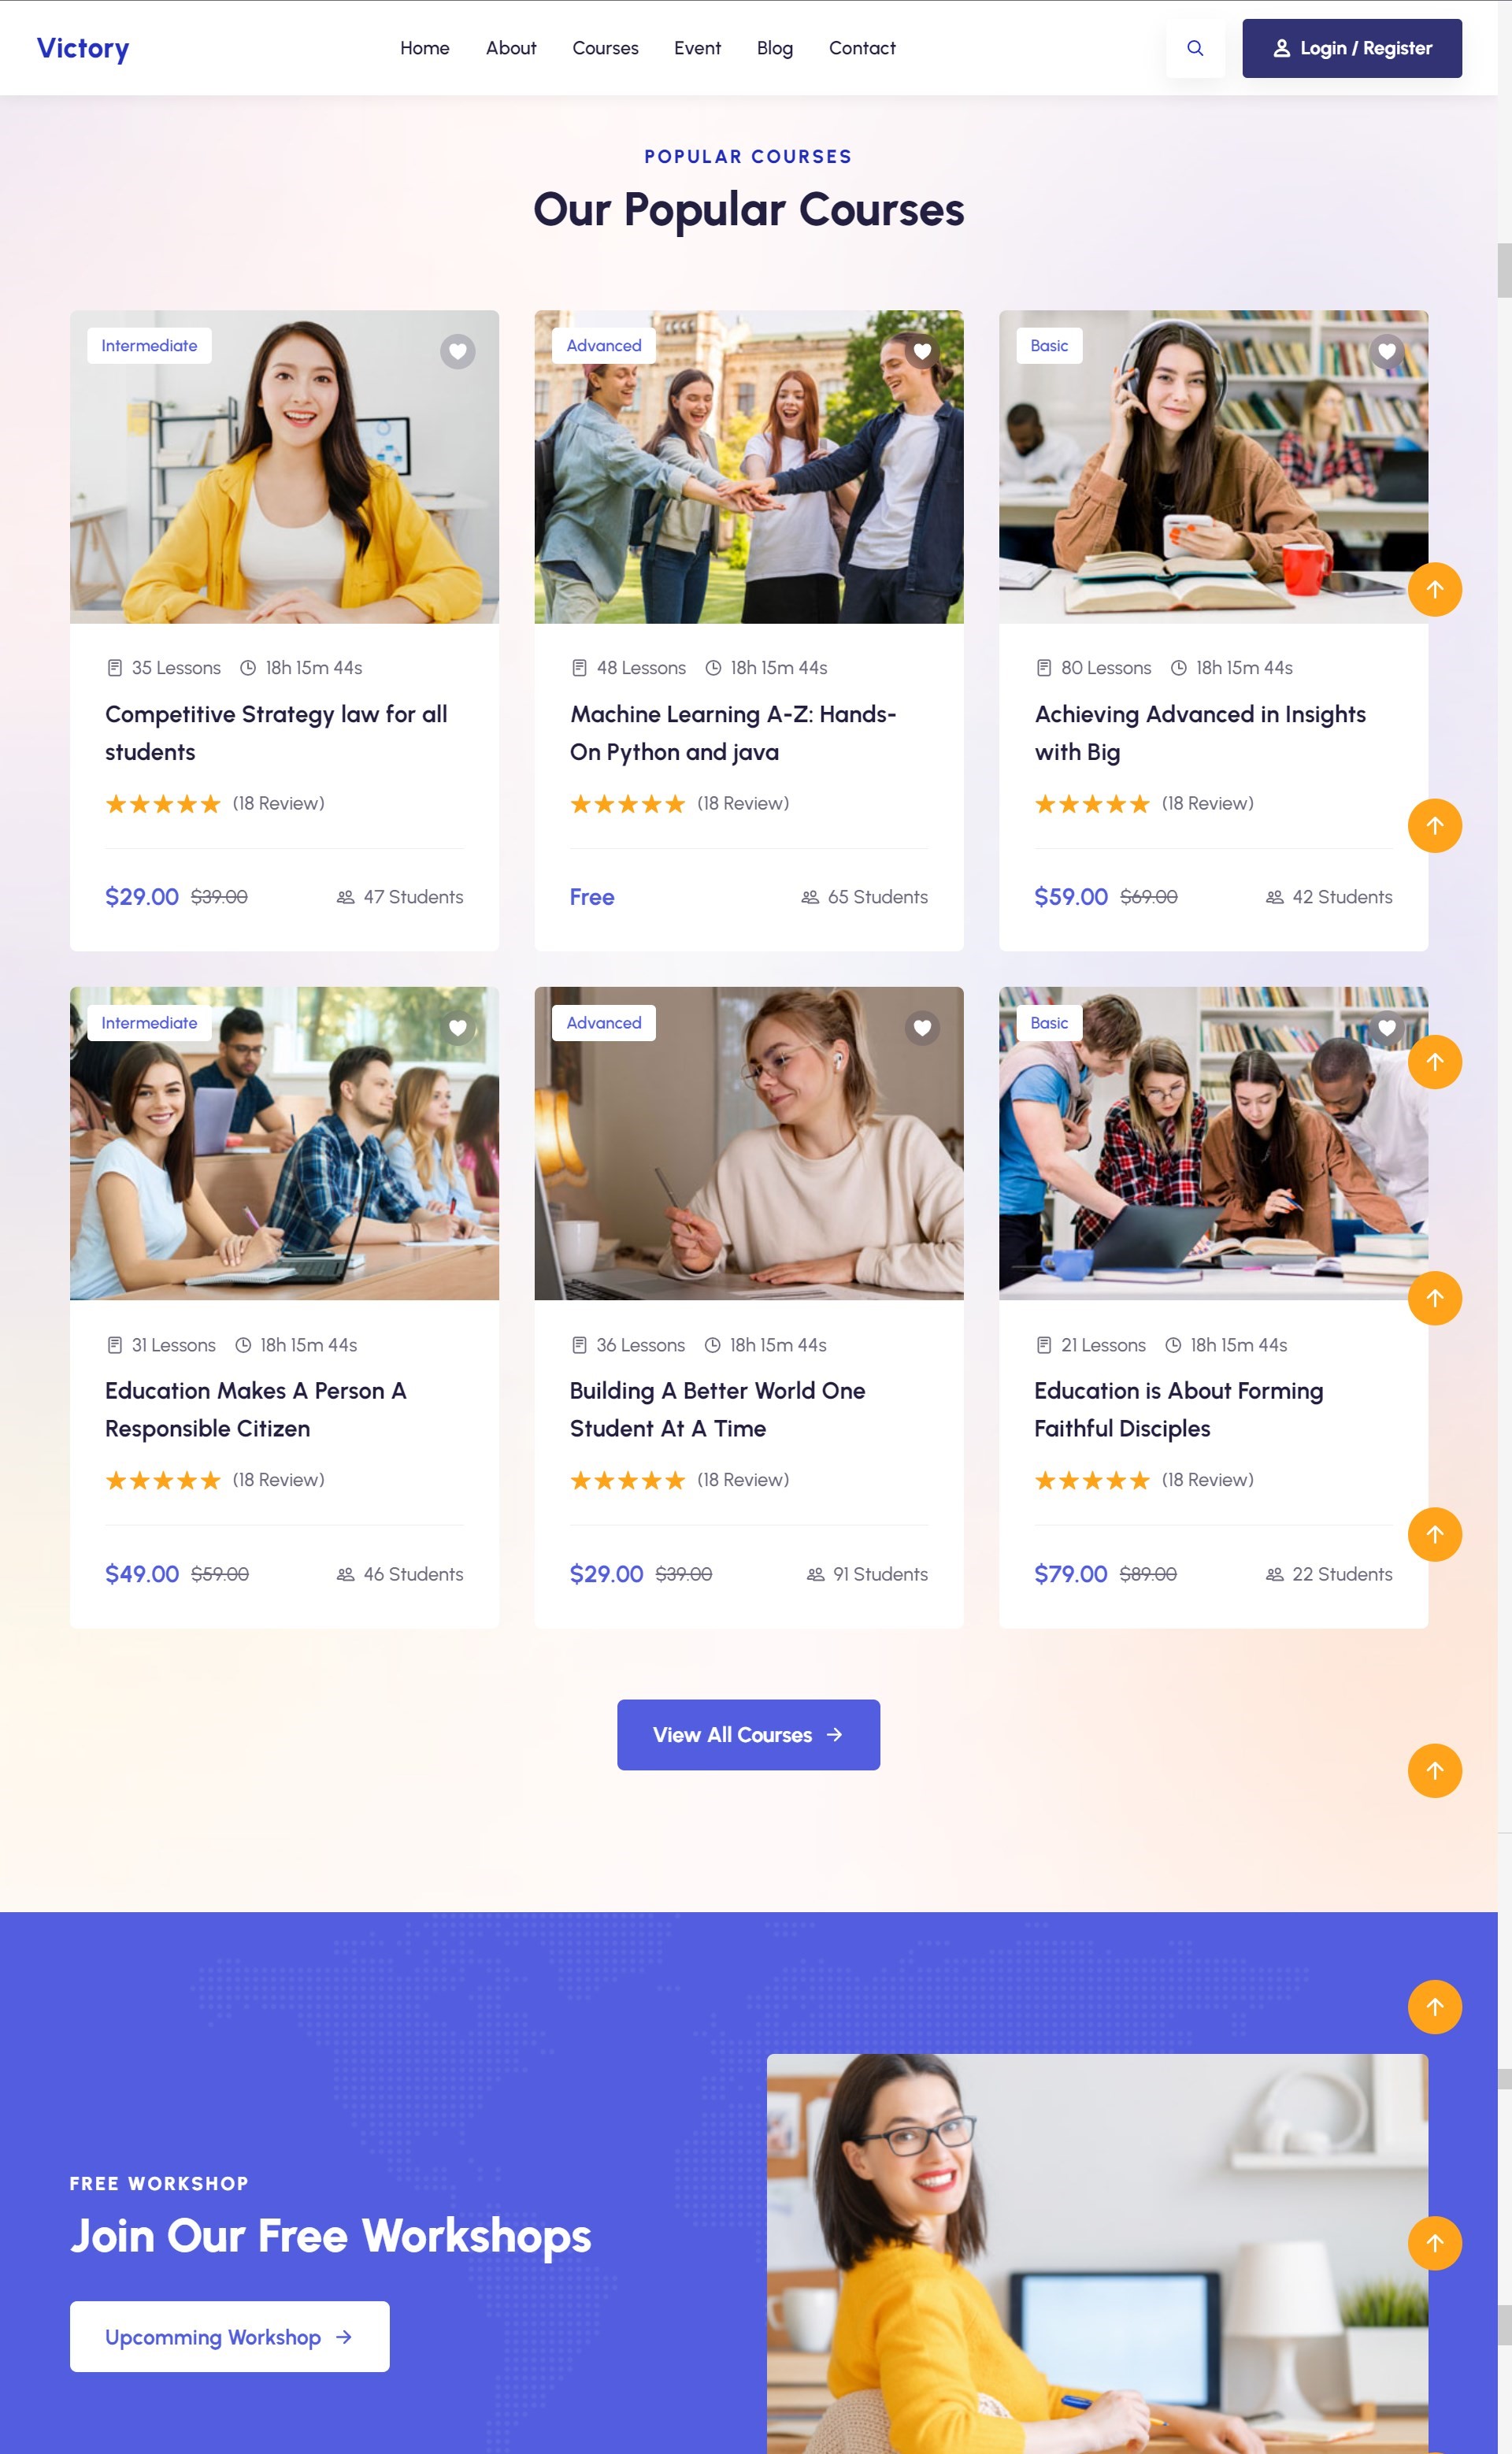 Victory
Home About Courses Event Blog Contact
Login / Register
POPULAR COURSES
Our Popular Courses
Intermediate
35 Lessons 18h 15m 44s
Competitive Strategy law for all
students
(18 Review)
$29.00 $39.00 47 Students
Advanced
48 Lessons 18h 15m 44s
Machine Learning A-Z: Hands-
On Python and java
(18 Review)
Free 65 Students
Basic
80 Lessons 18h 15m 44s
Achieving Advanced in Insights
with Big
(18 Review)
$59.00 $69.00 42 Students
Intermediate
31 Lessons 18h 15m 44s
Education Makes A Person A
Responsible Citizen
(18 Review)
$49.00 $59.00 46 Students
Advanced
36 Lessons 18h 15m 44s
Building A Better World One
Student At A Time
(18 Review)
$29.00 $39.00 91 Students
Basic
21 Lessons 18h 15m 44s
Education is About Forming
Faithful Disciples
(18 Review)
$79.00 $89.00 22 Students
View All Courses
FREE WORKSHOP
Join Our Free Workshops
Upcomming Workshop